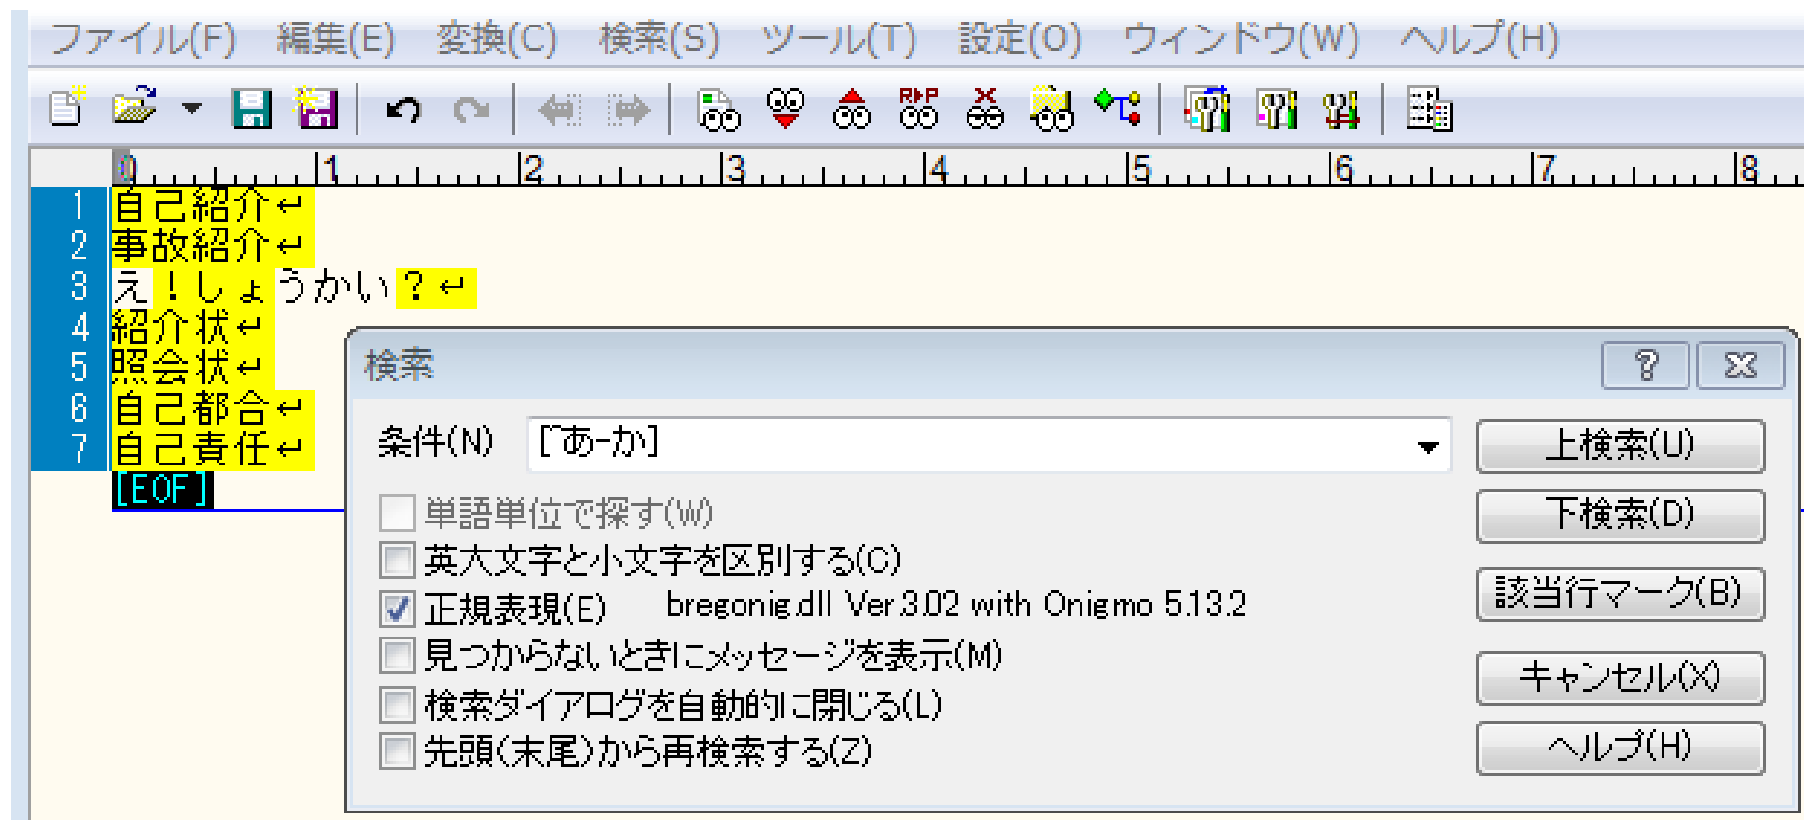 ファイル(F) 編集(E) 変換(C) 検索(S) ツール(T) 設定(O) ウィンドウ(W) ヘルプ(H)
0 1 2 3 4 5 6 7 8
1 自己紹介↵
2 事故紹介↵
3 え！しょうかい？↵
4 紹介状↵
5 照会状↵
6 自己都合↵
7 自己責任↵
[EOF]
検索
条件(N) [^あ-か] 上検索(U)
単語単位で探す(W) 下検索(D)
英大文字と小文字を区別する(C)
正規表現(E) bregonig.dll Ver.3.02 with Onigmo 5.13.2 該当行マーク(B)
見つからないときにメッセージを表示(M) キャンセル(X)
検索ダイアログを自動的に閉じる(L)
先頭(末尾)から再検索する(Z) ヘルプ(H)